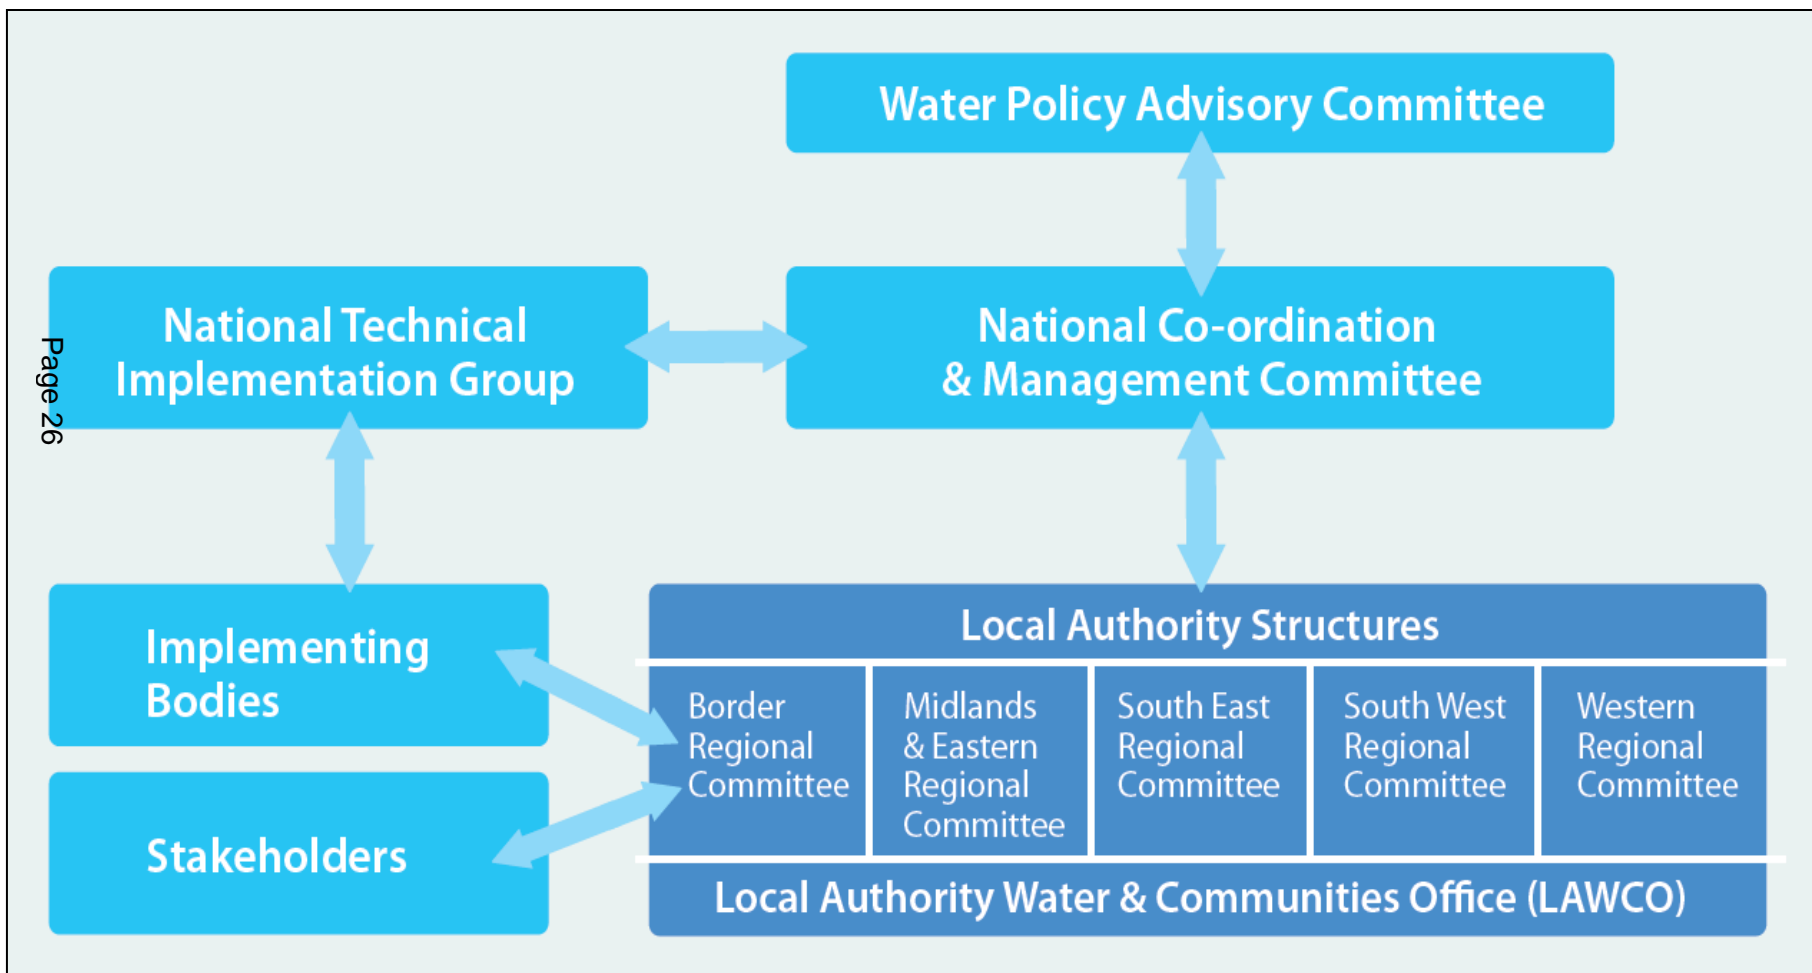 Water Policy Advisory Committee
National Technical
Implementation Group
National Co-ordination
& Management Committee
Page 26
Implementing
Bodies
Stakeholders
Local Authority Structures
Border
Regional
Committee
Midlands
& Eastern
Regional
Committee
South East
Regional
Committee
South West
Regional
Committee
Western
Regional
Committee
Local Authority Water & Communities Office (LAWCO)